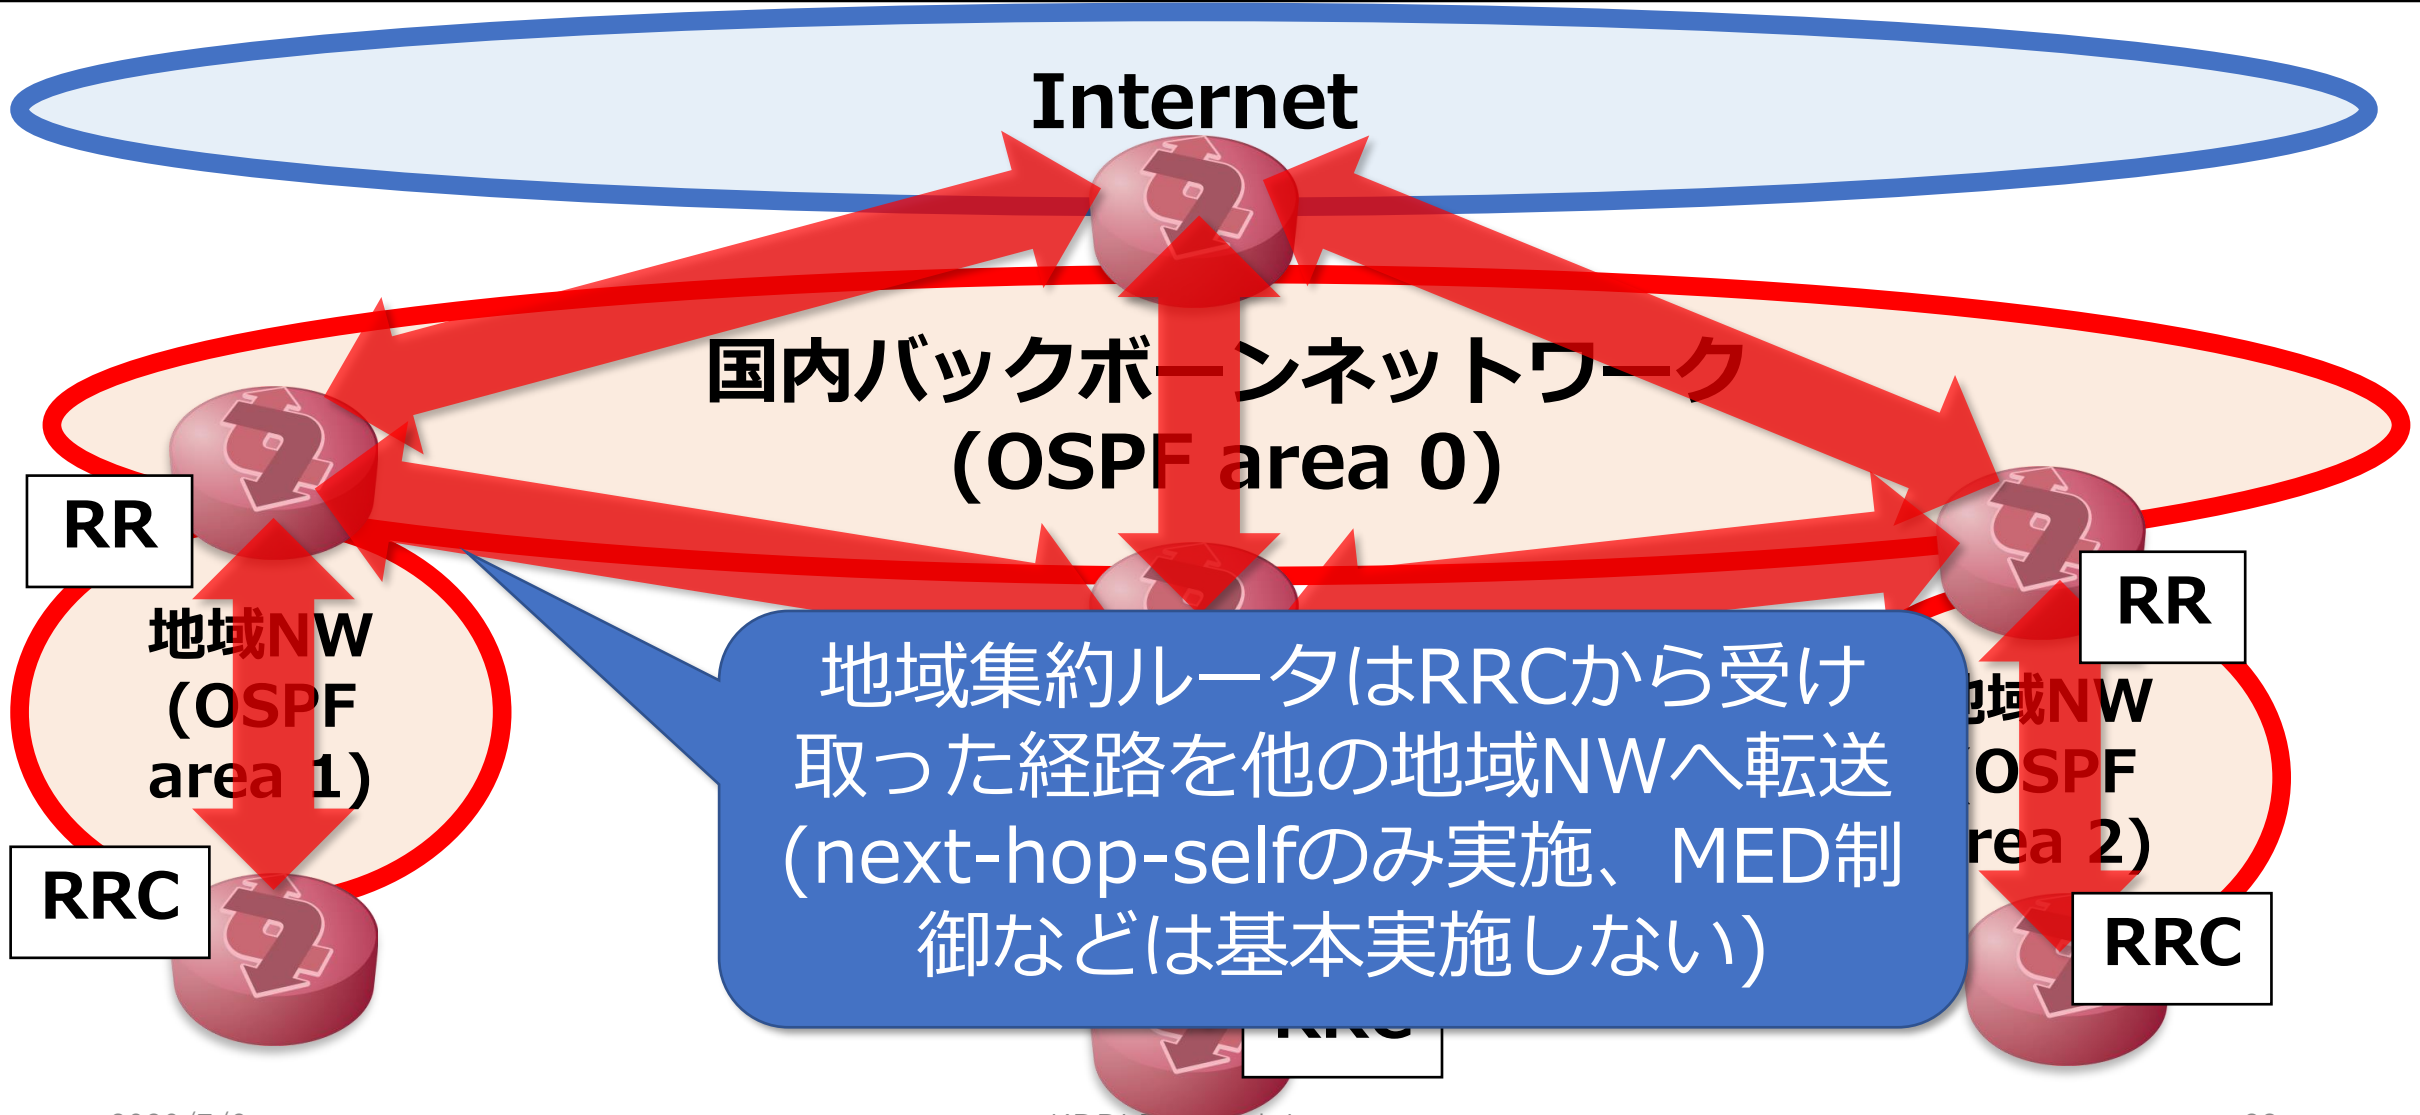 Internet
国内バックボーンネットワーク
(OSPF area 0)
RR
RR
地域NW
(OSPF
area 1)
地域集約ルータはRRCから受け
取った経路を他の地域NWへ転送
(next-hop-selfのみ実施、MED制
御などは基本実施しない)
域NW
OSPF
2)
RRC
RRC
RRC